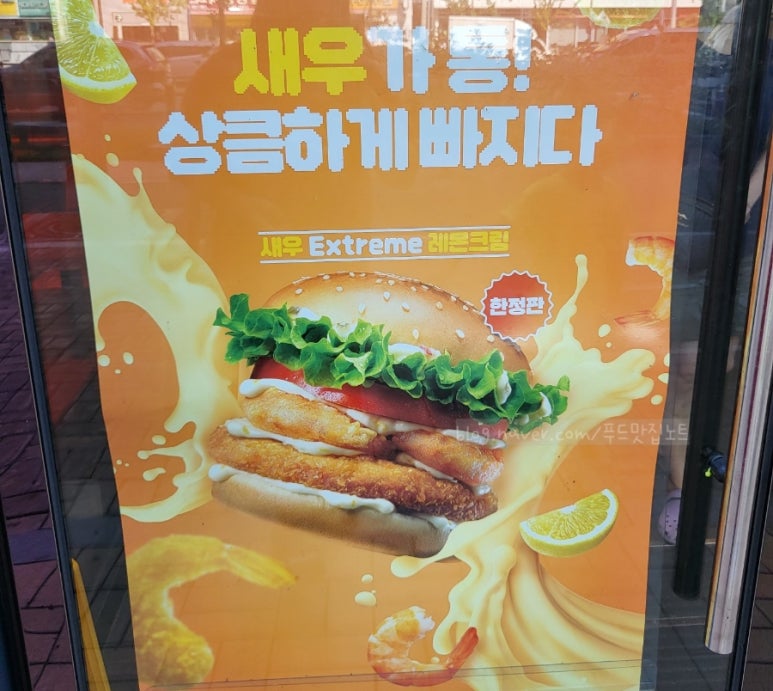 새우가 퐁!
상큼하게 빠지다
새우 Extreme 레몬크림
한정판
blog.naver.com/푸드맛집노트